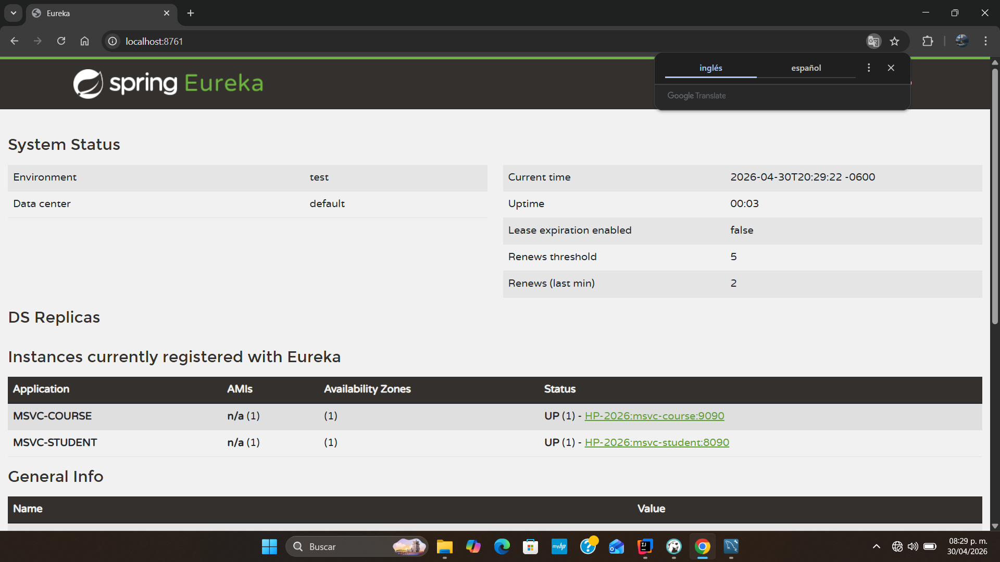 Eureka
localhost:8761
inglés
español
Google Translate
spring Eureka
System Status
Environment test
Data center default
Current time 2026-04-30T20:29:22 -0600
Uptime 00:03
Lease expiration enabled false
Renews threshold 5
Renews (last min) 2
DS Replicas
Instances currently registered with Eureka
Application AMIs Availability Zones Status
MSVC-COURSE n/a (1) (1) UP (1) - HP-2026:msvc-course:9090
MSVC-STUDENT n/a (1) (1) UP (1) - HP-2026:msvc-student:8090
General Info
Name Value
Buscar
myhp
IJ
08:29 p. m.
30/04/2026